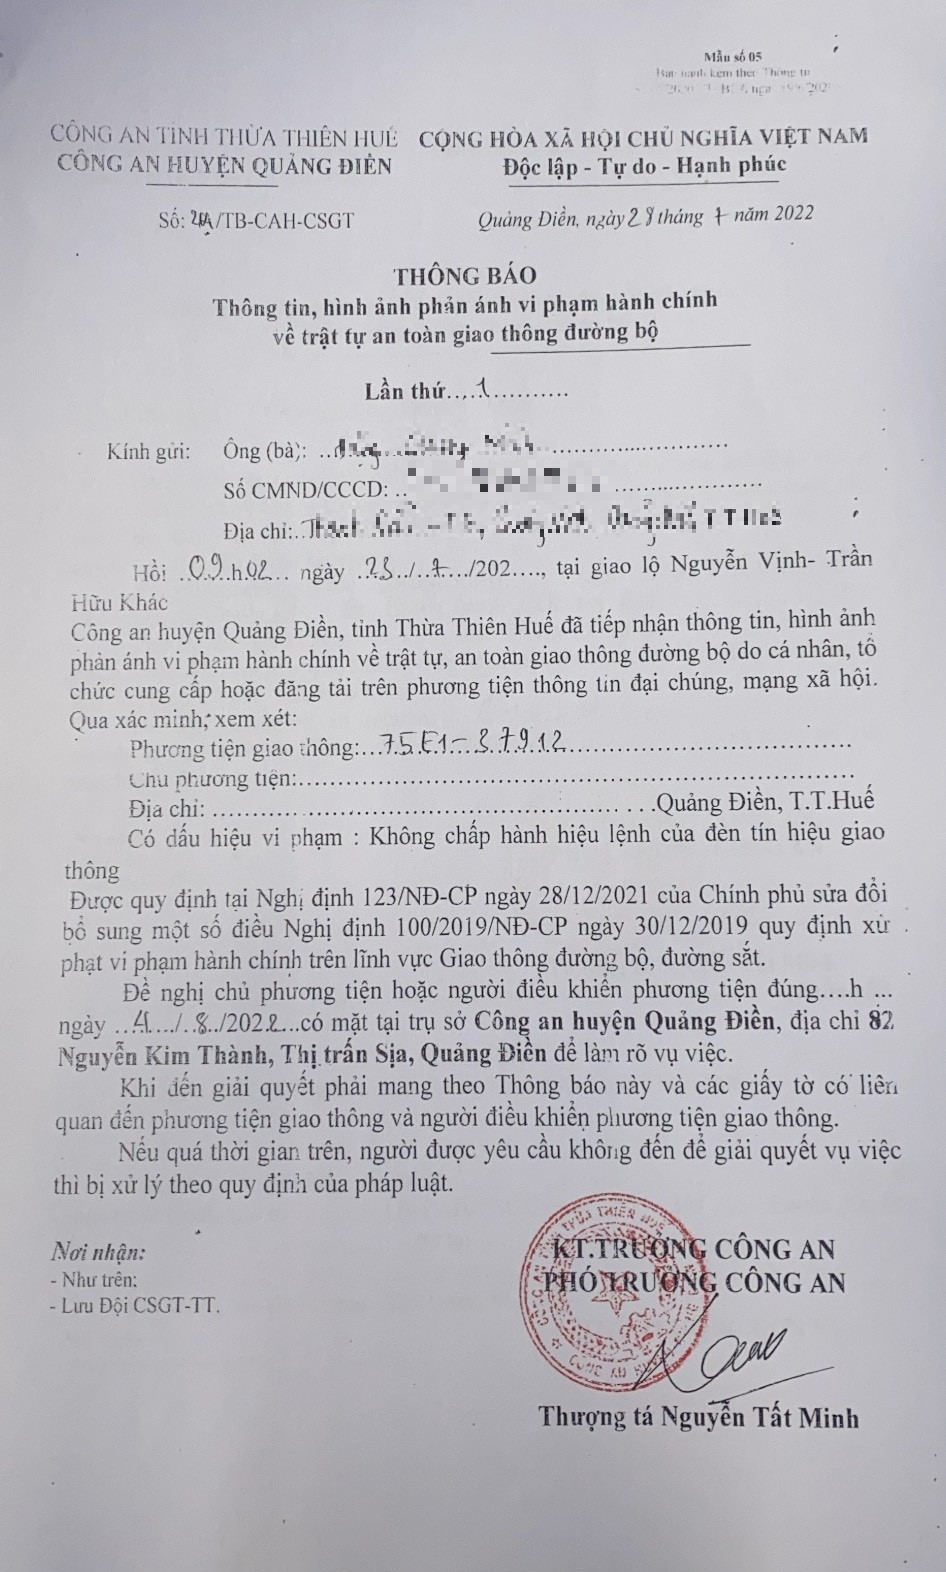 Mẫu số 05
CÔNG AN TỈNH THỪA THIÊN HUẾ
CÔNG AN HUYỆN QUẢNG ĐIỀN
CỘNG HÒA XÃ HỘI CHỦ NGHĨA VIỆT NAM
Độc lập - Tự do - Hạnh phúc
Số: /TB-CAH-CSGT
Quảng Điền, ngày 28 tháng 7 năm 2022
THÔNG BÁO
Thông tin, hình ảnh phản ánh vi phạm hành chính
về trật tự an toàn giao thông đường bộ
Lần thứ.....1..........
Kính gửi: Ông (bà):
Số CMND/CCCD:
Địa chỉ:
Hồi ..09.h.02... ngày ..23../..7.../202...., tại giao lộ Nguyễn Vịnh- Trần
Hữu Khác
Công an huyện Quảng Điền, tỉnh Thừa Thiên Huế đã tiếp nhận thông tin, hình ảnh
phản ánh vi phạm hành chính về trật tự, an toàn giao thông đường bộ do cá nhân, tổ
chức cung cấp hoặc đăng tải trên phương tiện thông tin đại chúng, mạng xã hội.
Qua xác minh, xem xét:
Phương tiện giao thông:...75E1-37912
Chủ phương tiện:
Địa chỉ: Quảng Điền, T.T.Huế
Có dấu hiệu vi phạm : Không chấp hành hiệu lệnh của đèn tín hiệu giao
thông
Được quy định tại Nghị định 123/NĐ-CP ngày 28/12/2021 của Chính phủ sửa đổi
bổ sung một số điều Nghị định 100/2019/NĐ-CP ngày 30/12/2019 quy định xử
phạt vi phạm hành chính trên lĩnh vực Giao thông đường bộ, đường sắt.
Đề nghị chủ phương tiện hoặc người điều khiển phương tiện đúng....h ...
ngày /..8../2022...có mặt tại trụ sở Công an huyện Quảng Điền, địa chỉ 82
Nguyễn Kim Thành, Thị trấn Sịa, Quảng Điền để làm rõ vụ việc.
Khi đến giải quyết phải mang theo Thông báo này và các giấy tờ có liên
quan đến phương tiện giao thông và người điều khiển phương tiện giao thông.
Nếu quá thời gian trên, người được yêu cầu không đến để giải quyết vụ việc
thì bị xử lý theo quy định của pháp luật.
Nơi nhận:
- Như trên;
- Lưu Đội CSGT-TT.
KT.TRƯỞNG CÔNG AN
PHÓ TRƯỞNG CÔNG AN
Thượng tá Nguyễn Tất Minh